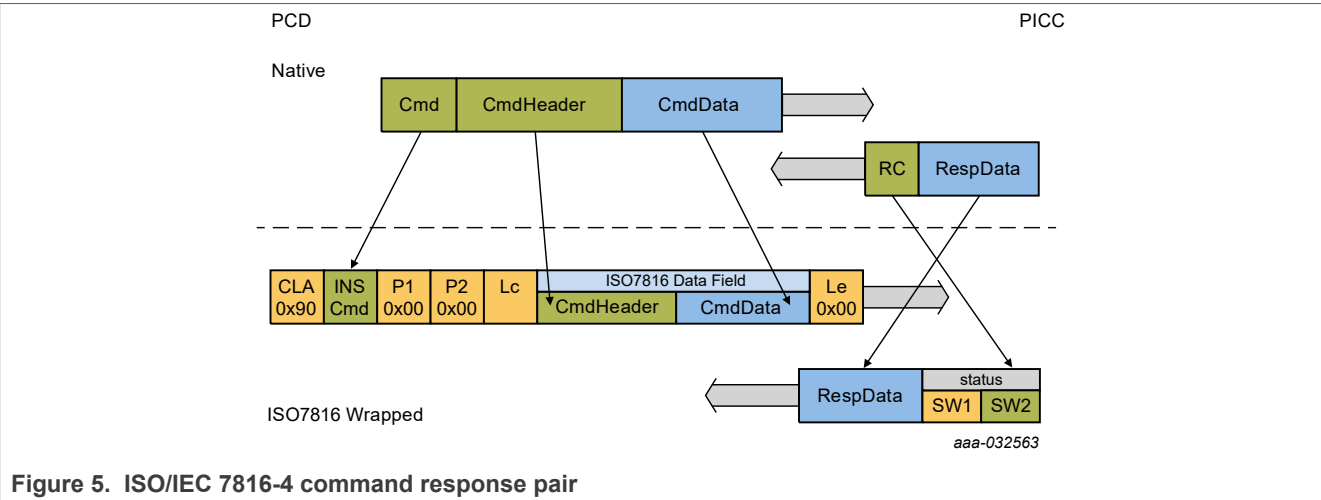 PCD PICC
Native
Cmd CmdHeader CmdData
RC RespData
CLA INS P1 P2 Lc ISO7816 Data Field Le
0x90 Cmd 0x00 0x00 CmdHeader CmdData 0x00
RespData status
SW1 SW2
ISO7816 Wrapped
aaa-032563
Figure 5. ISO/IEC 7816-4 command response pair